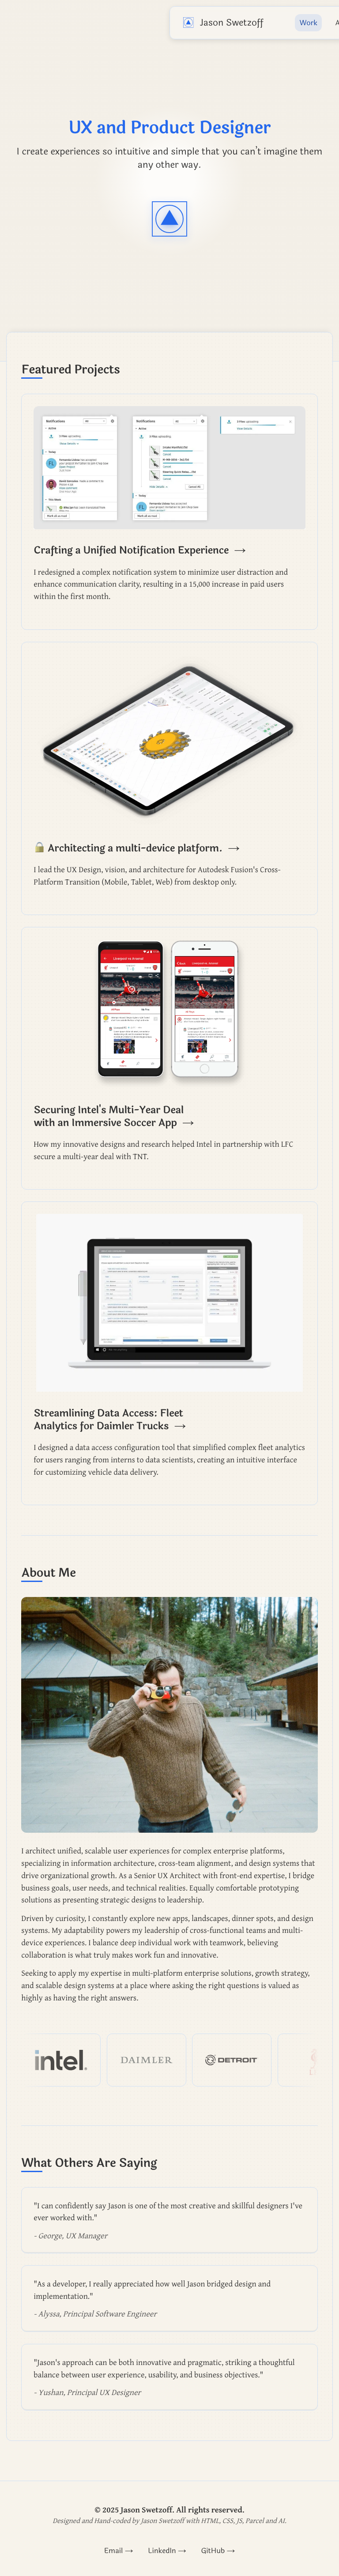 Jason Swetzoff
Work
UX and Product Designer
I create experiences so intuitive and simple that you can't imagine them
any other way.
Featured Projects
Notifications
Notifications
Crafting a Unified Notification Experience →
I redesigned a complex notification system to minimize user distraction and
enhance communication clarity, resulting in a 15,000 increase in paid users
within the first month.
🔒 Architecting a multi-device platform. →
I lead the UX Design, vision, and architecture for Autodesk Fusion's Cross-
Platform Transition (Mobile, Tablet, Web) from desktop only.
Securing Intel's Multi-Year Deal
with an Immersive Soccer App →
How my innovative designs and research helped Intel in partnership with LFC
secure a multi-year deal with TNT.
Streamlining Data Access: Fleet
Analytics for Daimler Trucks →
I designed a data access configuration tool that simplified complex fleet analytics
for users ranging from interns to data scientists, creating an intuitive interface
for customizing vehicle data delivery.
About Me
I architect unified, scalable user experiences for complex enterprise platforms,
specializing in information architecture, cross-team alignment, and design systems that
drive organizational growth. As a Senior UX Architect with front-end expertise, I bridge
business goals, user needs, and technical realities. Equally comfortable prototyping
solutions as presenting strategic designs to leadership.
Driven by curiosity, I constantly explore new apps, landscapes, dinner spots, and design
systems. My adaptability powers my leadership of cross-functional teams and multi-
device experiences. I balance deep individual work with teamwork, believing
collaboration is what truly makes work fun and innovative.
Seeking to apply my expertise in multi-platform enterprise solutions, growth strategy,
and scalable design systems at a place where asking the right questions is valued as
highly as having the right answers.
intel.
DAIMLER
DETROIT
What Others Are Saying
"I can confidently say Jason is one of the most creative and skillful designers I've
ever worked with."
- George, UX Manager
"As a developer, I really appreciated how well Jason bridged design and
implementation."
- Alyssa, Principal Software Engineer
"Jason's approach can be both innovative and pragmatic, striking a thoughtful
balance between user experience, usability, and business objectives."
- Yushan, Principal UX Designer
© 2025 Jason Swetzoff. All rights reserved.
Designed and Hand-coded by Jason Swetzoff with HTML, CSS, JS, Parcel and AI.
Email →
LinkedIn →
GitHub →